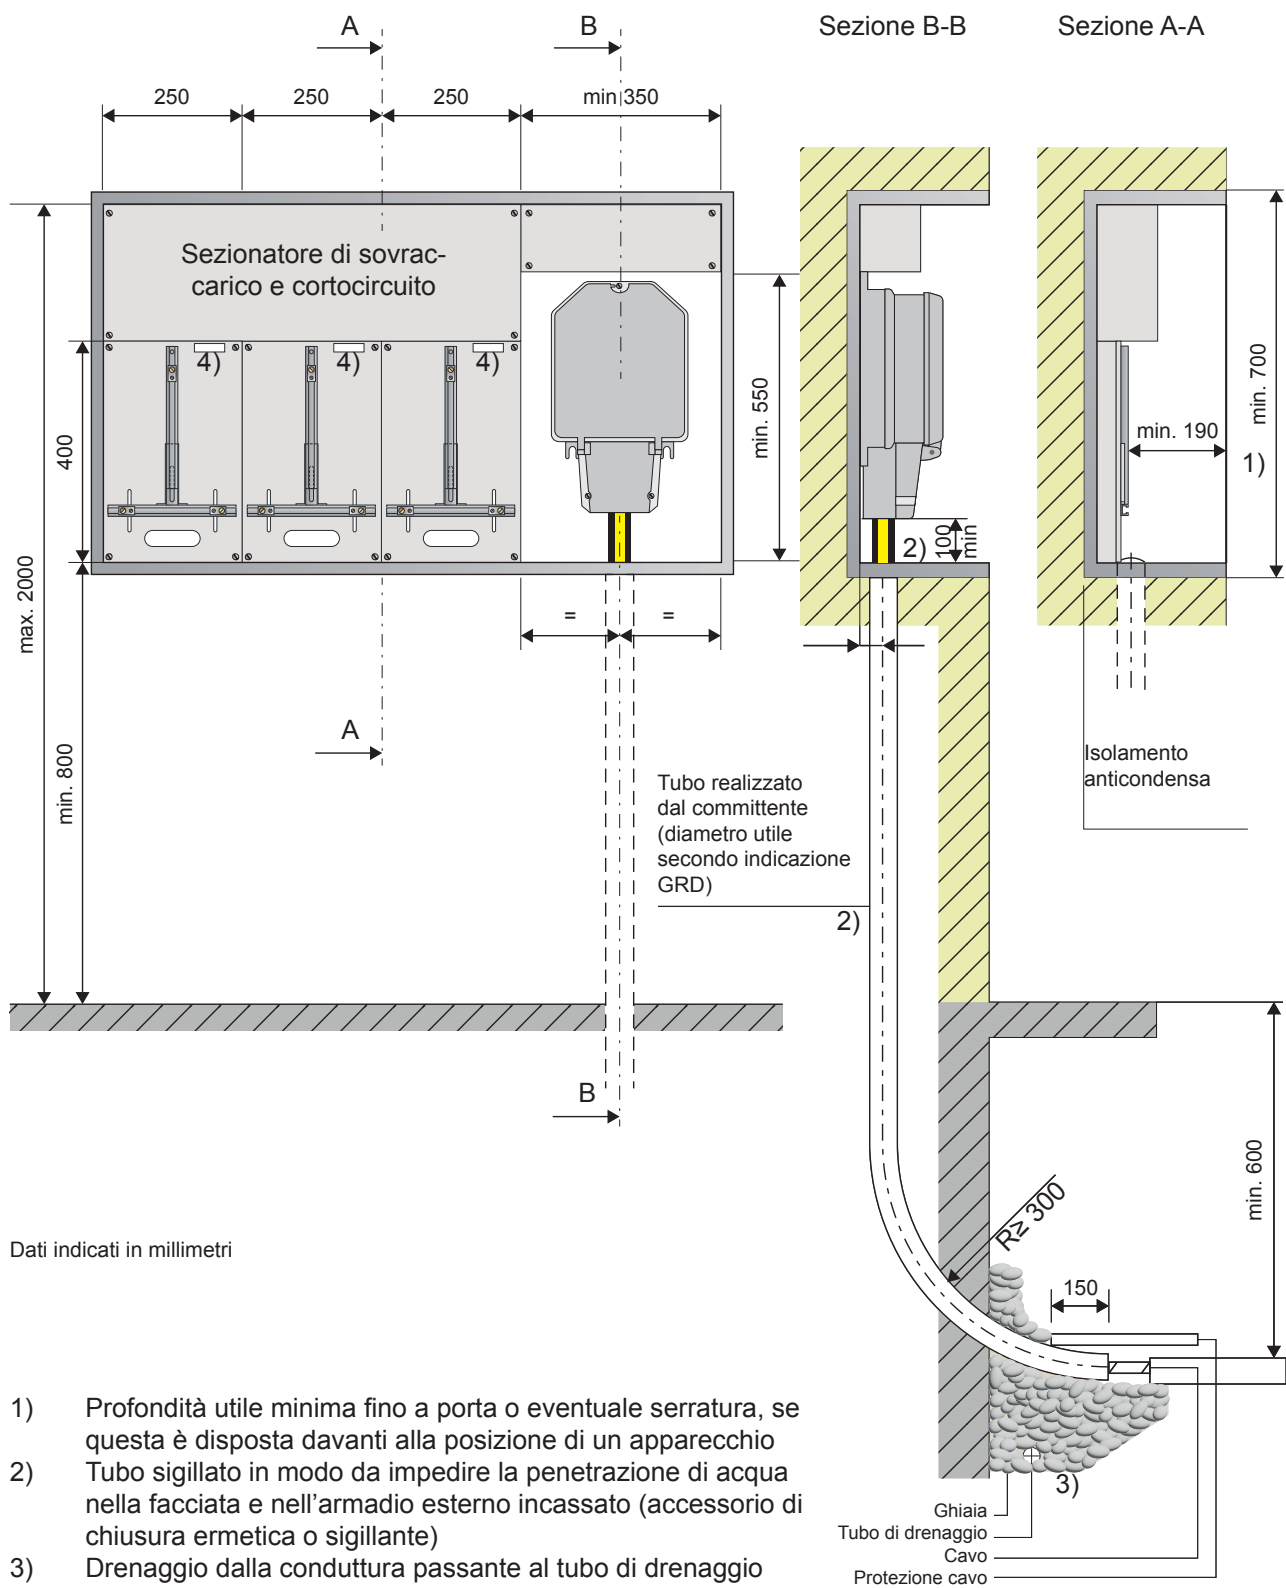 A
B
Sezione B-B
Sezione A-A
250
250
250
min 350
Sezionatore di sovrac-
carico e cortocircuito
4)
4)
4)
400
min. 550
min. 700
min. 190
1)
2)
100
min
max. 2000
min. 800
=
=
A
Isolamento
anticondensa
Tubo realizzato
dal committente
(diametro utile
secondo indicazione
GRD)
2)
B
min. 600
R≥ 300
150
Dati indicati in millimetri
3)
Ghiaia
Tubo di drenaggio
Cavo
Protezione cavo
1) Profondità utile minima fino a porta o eventuale serratura, se
questa è disposta davanti alla posizione di un apparecchio
2) Tubo sigillato in modo da impedire la penetrazione di acqua
nella facciata e nell'armadio esterno incassato (accessorio di
chiusura ermetica o sigillante)
3) Drenaggio dalla conduttura passante al tubo di drenaggio